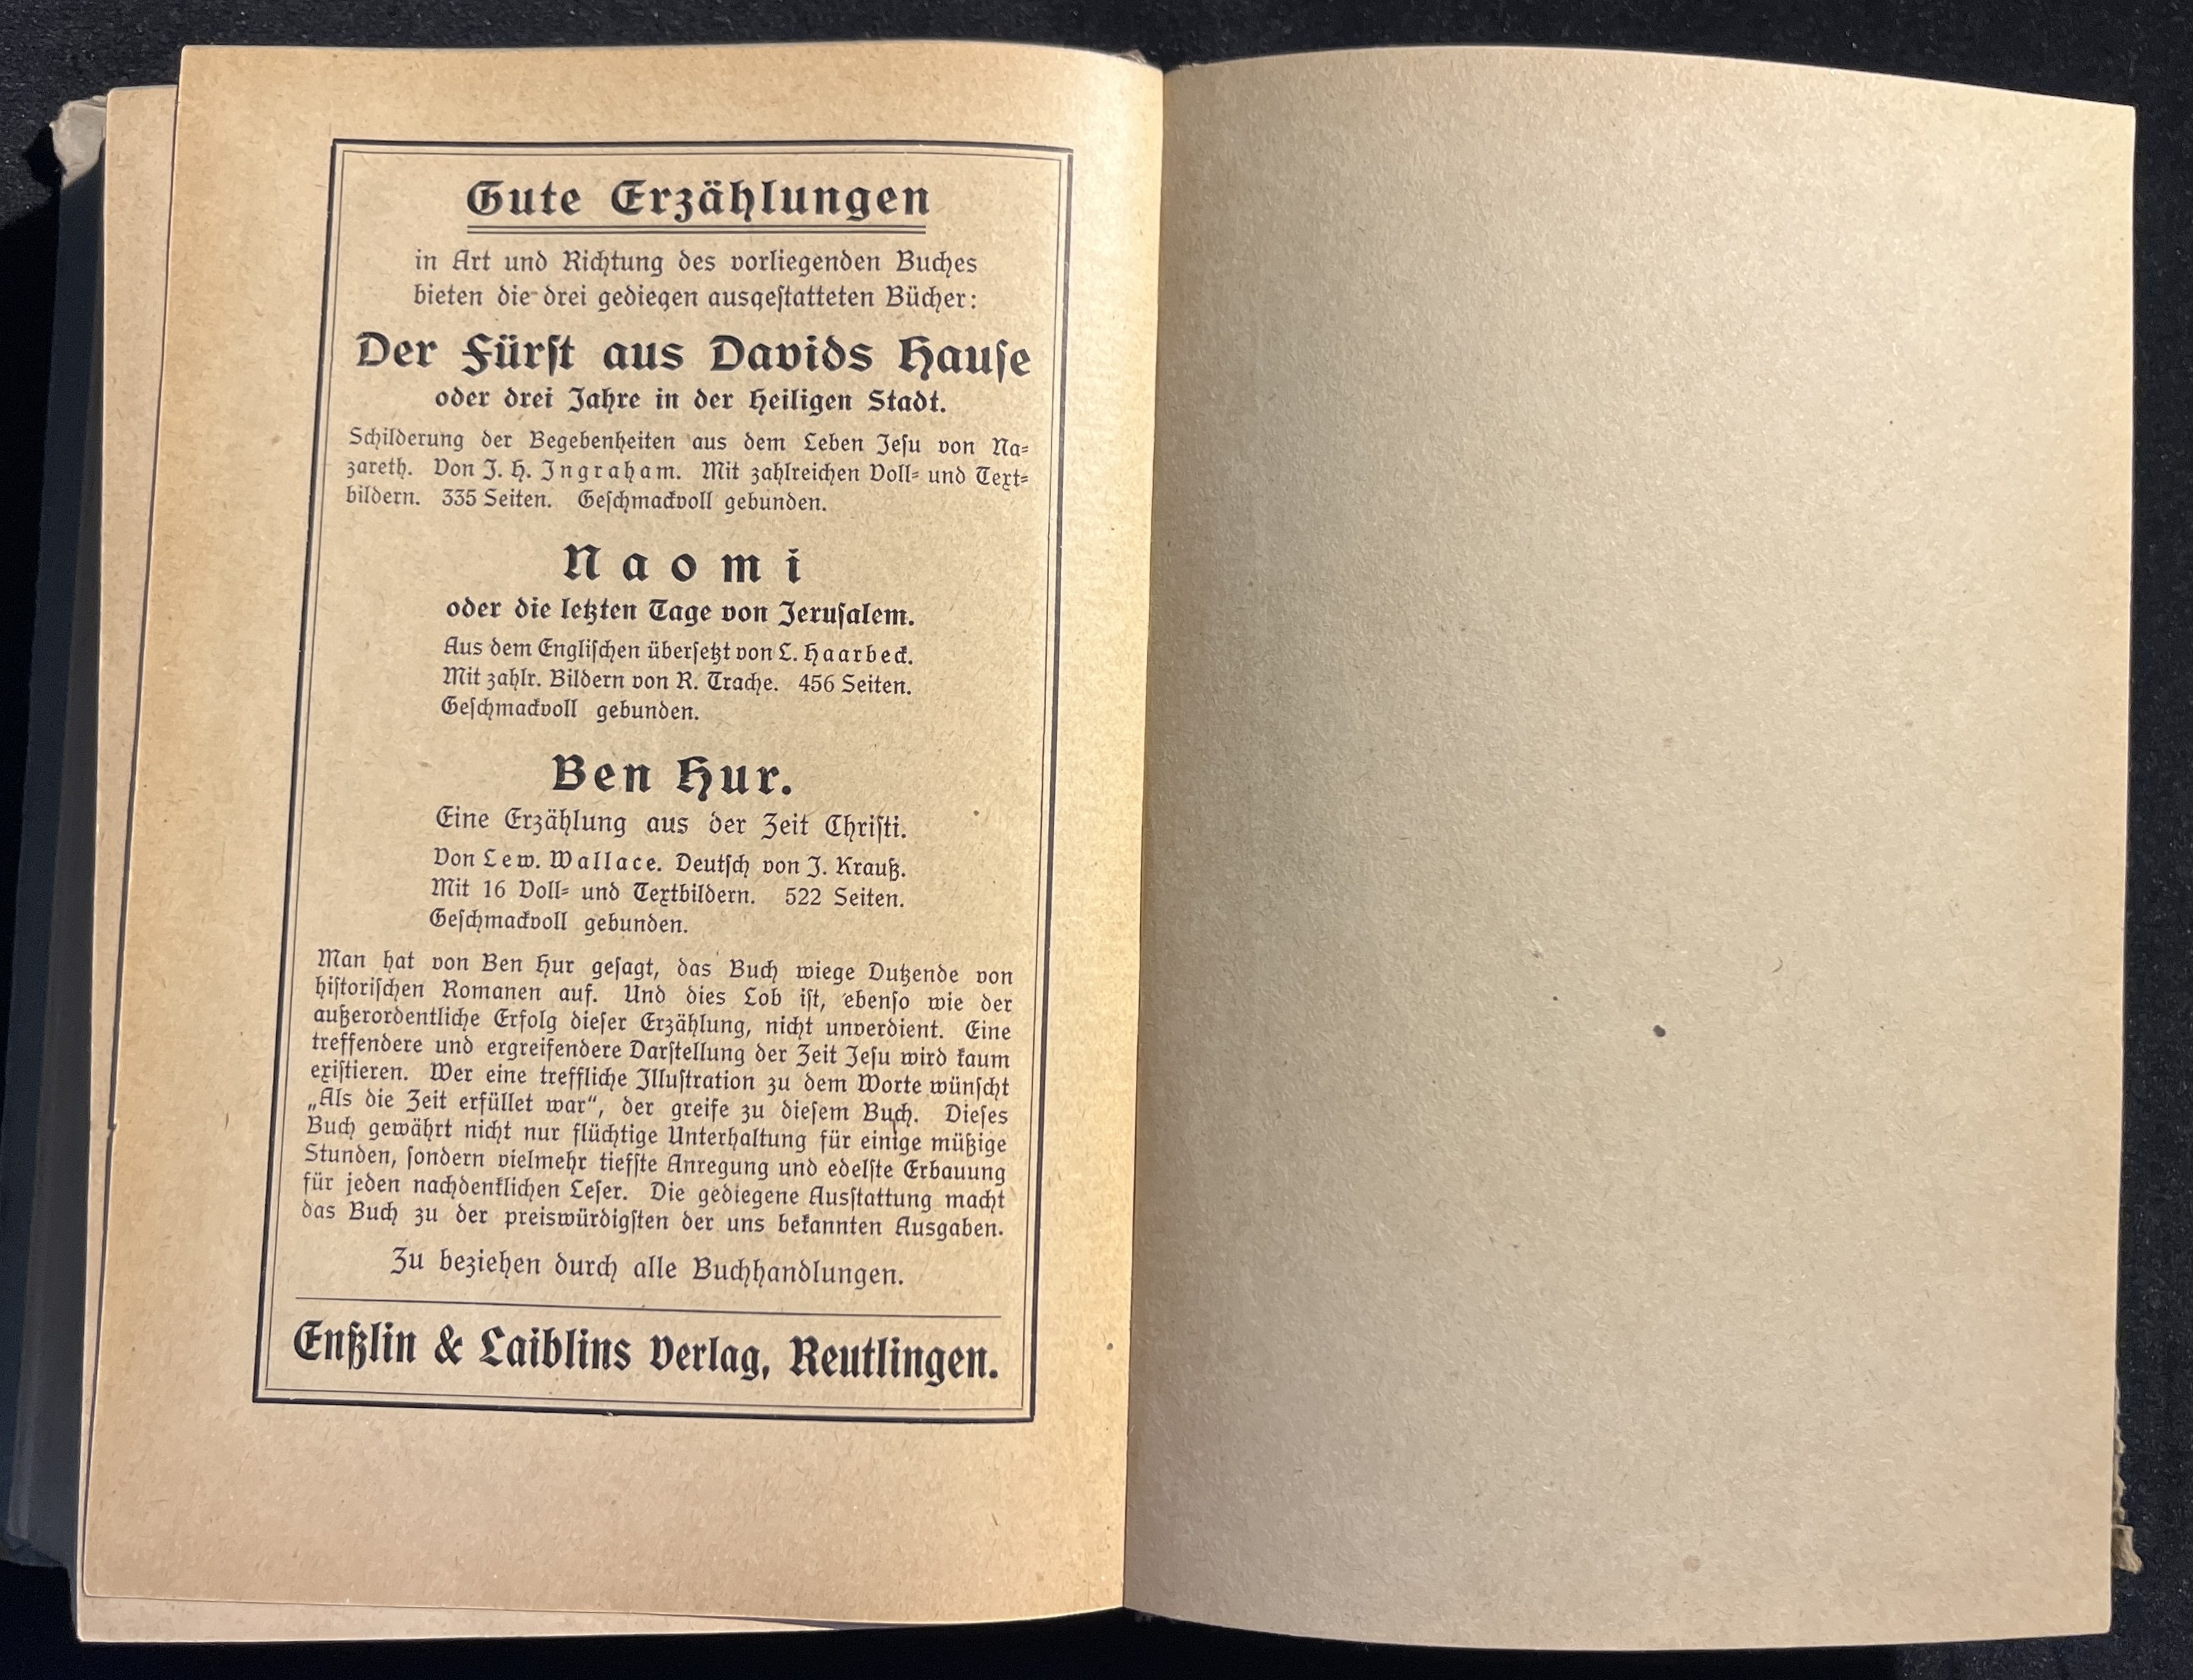 Gute Erzählungen
in Art und Richtung des vorliegenden Buches
bieten die drei gediegen ausgestatteten Bücher:
Der Fürst aus Davids Hause
oder drei Jahre in der Heiligen Stadt.
Schilderung der Begebenheiten aus dem Leben Jesu von Na-
zareth. Von J. H. Ingraham. Mit zahlreichen Voll- und Text-
bildern. 335 Seiten. Geschmackvoll gebunden.
Naomi
oder die letzten Tage von Jerusalem.
Aus dem Englischen übersetzt von L. Haarbeck.
Mit zahlr. Bildern von R. Trache. 456 Seiten.
Geschmackvoll gebunden.
Ben Hur.
Eine Erzählung aus der Zeit Christi.
Von Lew. Wallace. Deutsch von J. Krauß.
Mit 16 Voll- und Textbildern. 522 Seiten.
Geschmackvoll gebunden.
Man hat von Ben Hur gesagt, das Buch wiege Dutzende von
historischen Romanen auf. Und dies Lob ist, ebenso wie der
außerordentliche Erfolg dieser Erzählung, nicht unverdient. Eine
treffendere und ergreifendere Darstellung der Zeit Jesu wird kaum
existieren. Wer eine treffliche Illustration zu dem Worte wünscht
„Als die Zeit erfüllet war“, der greife zu diesem Buch. Dieses
Buch gewährt nicht nur flüchtige Unterhaltung für einige müßige
Stunden, sondern vielmehr tiefste Anregung und edelste Erbauung
für jeden nachdenklichen Leser. Die gediegene Ausstattung macht
das Buch zu der preiswürdigsten der uns bekannten Ausgaben.
Zu beziehen durch alle Buchhandlungen.
Enßlin & Laiblins Verlag, Reutlingen.